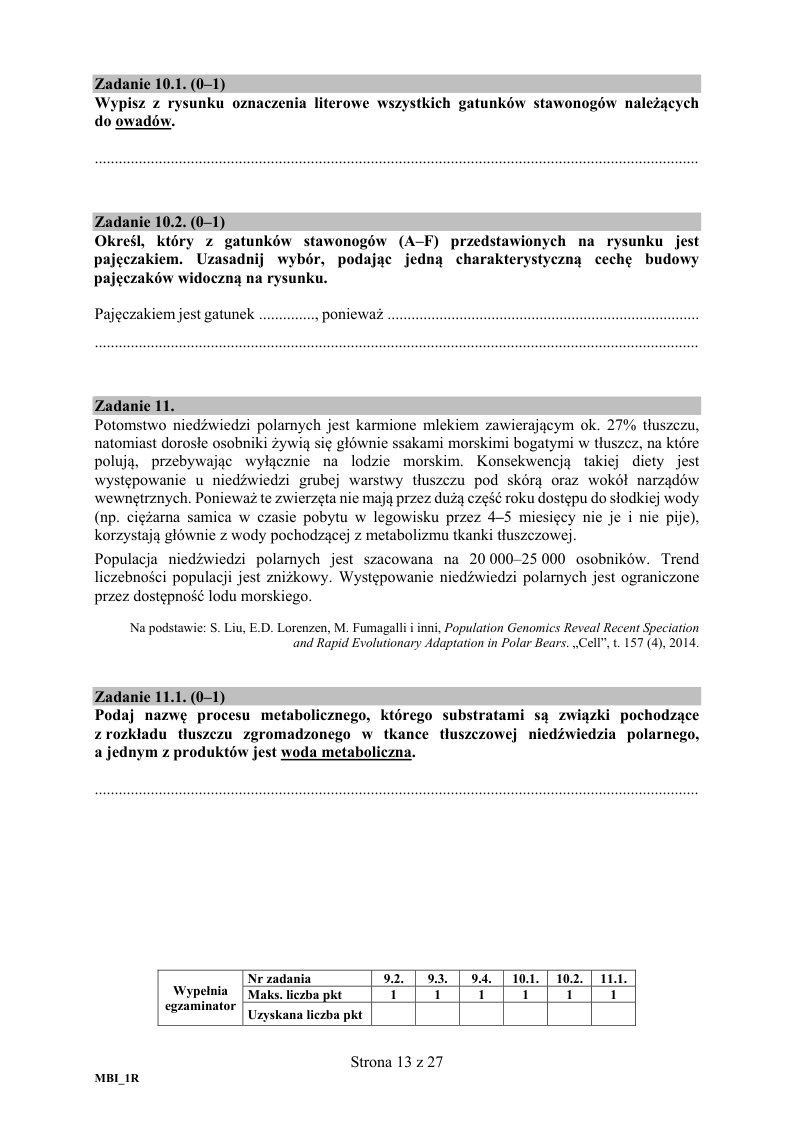 Zadanie 10.1. (0–1)
Wypisz z rysunku oznaczenia literowe wszystkich gatunków stawonogów należących
do owadów.
......................................................................................................................................................
Zadanie 10.2. (0–1)
Określ, który z gatunków stawonogów (A–F) przedstawionych na rysunku jest
pajęczakiem. Uzasadnij wybór, podając jedną charakterystyczną cechę budowy
pajęczaków widoczną na rysunku.
Pajęczakiem jest gatunek .............., ponieważ ..............................................................................
......................................................................................................................................................
Zadanie 11.
Potomstwo niedźwiedzi polarnych jest karmione mlekiem zawierającym ok. 27% tłuszczu,
natomiast dorosłe osobniki żywią się głównie ssakami morskimi bogatymi w tłuszcz, na które
polują, przebywając wyłącznie na lodzie morskim. Konsekwencją takiej diety jest
występowanie u niedźwiedzi grubej warstwy tłuszczu pod skórą oraz wokół narządów
wewnętrznych. Ponieważ te zwierzęta nie mają przez dużą część roku dostępu do słodkiej wody
(np. ciężarna samica w czasie pobytu w legowisku przez 4–5 miesięcy nie je i nie pije),
korzystają głównie z wody pochodzącej z metabolizmu tkanki tłuszczowej.
Populacja niedźwiedzi polarnych jest szacowana na 20 000–25 000 osobników. Trend
liczebności populacji jest zniżkowy. Występowanie niedźwiedzi polarnych jest ograniczone
przez dostępność lodu morskiego.
Na podstawie: S. Liu, E.D. Lorenzen, M. Fumagalli i inni, Population Genomics Reveal Recent Speciation
and Rapid Evolutionary Adaptation in Polar Bears. „Cell”, t. 157 (4), 2014.
Zadanie 11.1. (0–1)
Podaj nazwę procesu metabolicznego, którego substratami są związki pochodzące
z rozkładu tłuszczu zgromadzonego w tkance tłuszczowej niedźwiedzia polarnego,
a jednym z produktów jest woda metaboliczna.
......................................................................................................................................................
Wypełnia
egzaminator
Nr zadania 9.2. 9.3. 9.4. 10.1. 10.2. 11.1.
Maks. liczba pkt 1 1 1 1 1 1
Uzyskana liczba pkt
Strona 13 z 27
MBI_1R